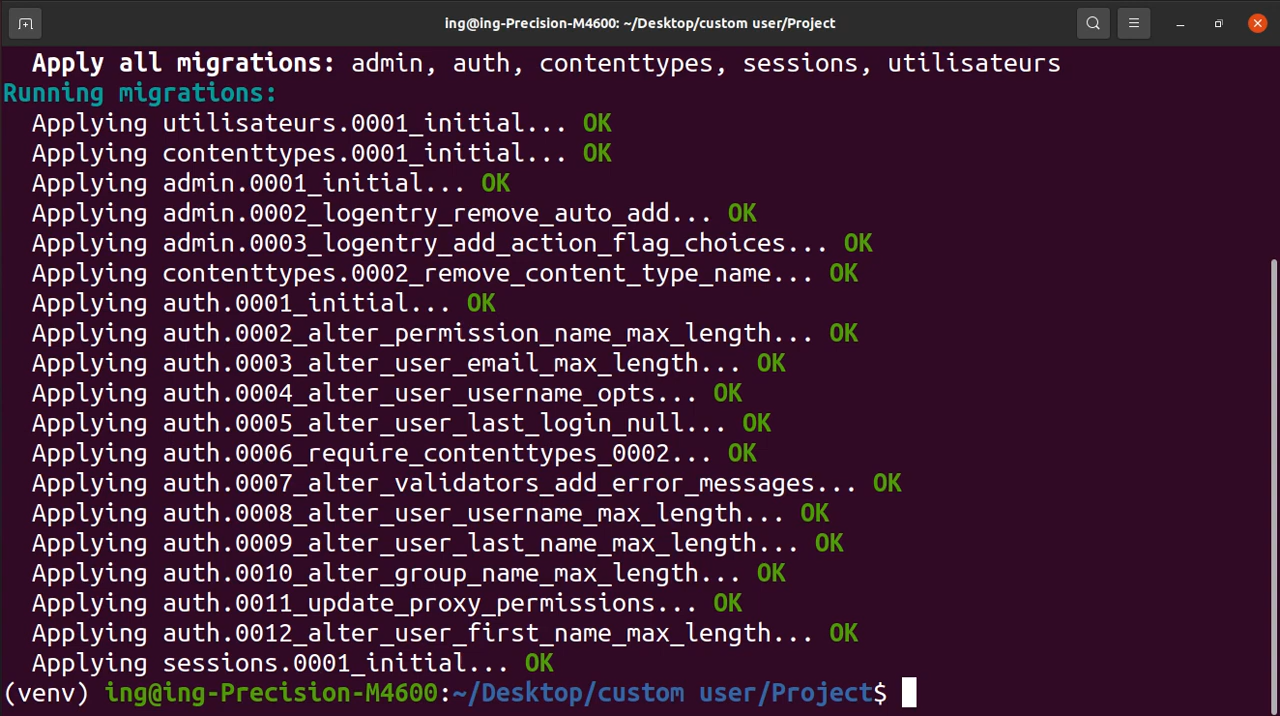 ing@ing-Precision-M4600: ~/Desktop/custom user/Project
Apply all migrations: admin, auth, contenttypes, sessions, utilisateurs
Running migrations:
Applying utilisateurs.0001_initial... OK
Applying contenttypes.0001_initial... OK
Applying admin.0001_initial... OK
Applying admin.0002_logentry_remove_auto_add... OK
Applying admin.0003_logentry_add_action_flag_choices... OK
Applying contenttypes.0002_remove_content_type_name... OK
Applying auth.0001_initial... OK
Applying auth.0002_alter_permission_name_max_length... OK
Applying auth.0003_alter_user_email_max_length... OK
Applying auth.0004_alter_user_username_opts... OK
Applying auth.0005_alter_user_last_login_null... OK
Applying auth.0006_require_contenttypes_0002... OK
Applying auth.0007_alter_validators_add_error_messages... OK
Applying auth.0008_alter_user_username_max_length... OK
Applying auth.0009_alter_user_last_name_max_length... OK
Applying auth.0010_alter_group_name_max_length... OK
Applying auth.0011_update_proxy_permissions... OK
Applying auth.0012_alter_user_first_name_max_length... OK
Applying sessions.0001_initial... OK
(venv) ing@ing-Precision-M4600:~/Desktop/custom user/Project$